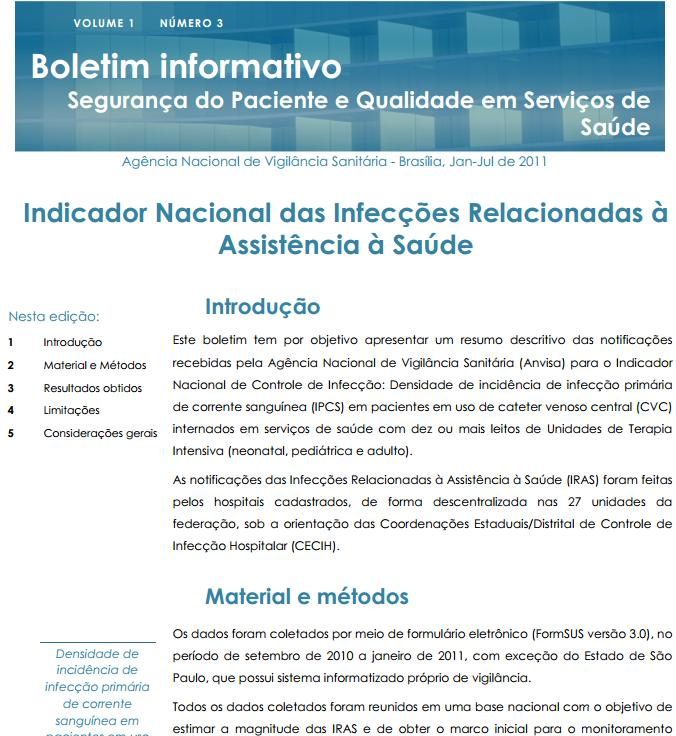 VOLUME 1 NÚMERO 3
Boletim informativo
Segurança do Paciente e Qualidade em Serviços de
Saúde
Agência Nacional de Vigilância Sanitária - Brasília, Jan-Jul de 2011
Indicador Nacional das Infecções Relacionadas à
Assistência à Saúde
Nesta edição:
1 Introdução
2 Material e Métodos
3 Resultados obtidos
4 Limitações
5 Considerações gerais
Introdução
Este boletim tem por objetivo apresentar um resumo descritivo das notificações
recebidas pela Agência Nacional de Vigilância Sanitária (Anvisa) para o Indicador
Nacional de Controle de Infecção: Densidade de incidência de infecção primária
de corrente sanguínea (IPCS) em pacientes em uso de cateter venoso central (CVC)
internados em serviços de saúde com dez ou mais leitos de Unidades de Terapia
Intensiva (neonatal, pediátrica e adulto).
As notificações das Infecções Relacionadas à Assistência à Saúde (IRAS) foram feitas
pelos hospitais cadastrados, de forma descentralizada nas 27 unidades da
federação, sob a orientação das Coordenações Estaduais/Distrital de Controle de
Infecção Hospitalar (CECIH).
Material e métodos
Os dados foram coletados por meio de formulário eletrônico (FormSUS versão 3.0), no
período de setembro de 2010 a janeiro de 2011, com exceção do Estado de São
Paulo, que possui sistema informatizado próprio de vigilância.
Todos os dados coletados foram reunidos em uma base nacional com o objetivo de
estimar a magnitude das IRAS e de obter o marco inicial para o monitoramento
Densidade de
incidência de
infecção primária
de corrente
sanguínea em
pacientes em uso